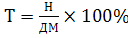 Т = Н/ДМ × 100%